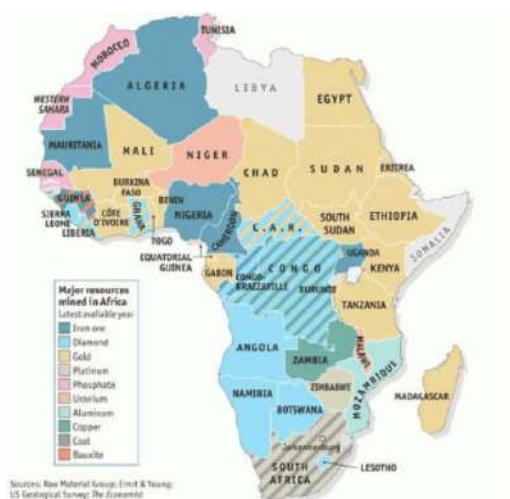 TUNISIA
MOROCCO
ALGERIA
LIBYA
EGYPT
WESTERN
SAHARA
MAURITANIA
MALI
NIGER
CHAD
SUDAN
ERITREA
SENEGAL
GUINEA
BURKINA
FASO
BENIN
NIGERIA
SIERRA
LEONE
LIBERIA
CÔTE
D'IVOIRE
GHANA
TOGO
CAMEROON
C.A.R.
SOUTH
SUDAN
ETHIOPIA
SOMALIA
EQUATORIAL
GUINEA
GABON
CONGO-
BRAZZAVILLE
CONGO
UGANDA
KENYA
BURUNDI
TANZANIA
ANGOLA
ZAMBIA
MALAWI
MOZAMBIQUE
ZIMBABWE
MADAGASCAR
NAMIBIA
BOTSWANA
Johannesburg
SOUTH
AFRICA
LESOTHO
Major resources
mined in Africa
Latest available year
Iron ore
Diamond
Gold
Platinum
Phosphate
Uranium
Aluminum
Copper
Coal
Bauxite
Sources: Raw Material Group; Ernst & Young;
US Geological Survey; The Economist